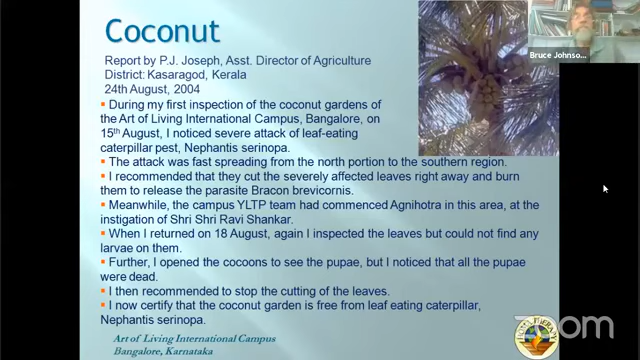 Coconut
Report by P.J. Joseph, Asst. Director of Agriculture
District: Kasaragod, Kerala
24th August, 2004
▪ During my first inspection of the coconut gardens of
the Art of Living International Campus, Bangalore, on
15th August, I noticed severe attack of leaf-eating
caterpillar pest, Nephantis serinopa.
▪ The attack was fast spreading from the north portion to the southern region.
▪ I recommended that they cut the severely affected leaves right away and burn
them to release the parasite Bracon brevicornis.
▪ Meanwhile, the campus YLTP team had commenced Agnihotra in this area, at
the instigation of Shri Shri Ravi Shankar.
▪ When I returned on 18 August, again I inspected the leaves but could not find any
larvae on them.
▪ Further, I opened the cocoons to see the pupae, but I noticed that all the pupae
were dead.
▪ I then recommended to stop the cutting of the leaves.
▪ I now certify that the coconut garden is free from leaf eating caterpillar,
Nephantis serinopa.
Art of Living International Campus
Bangalore, Karnataka
Bruce Johnso...
zoom